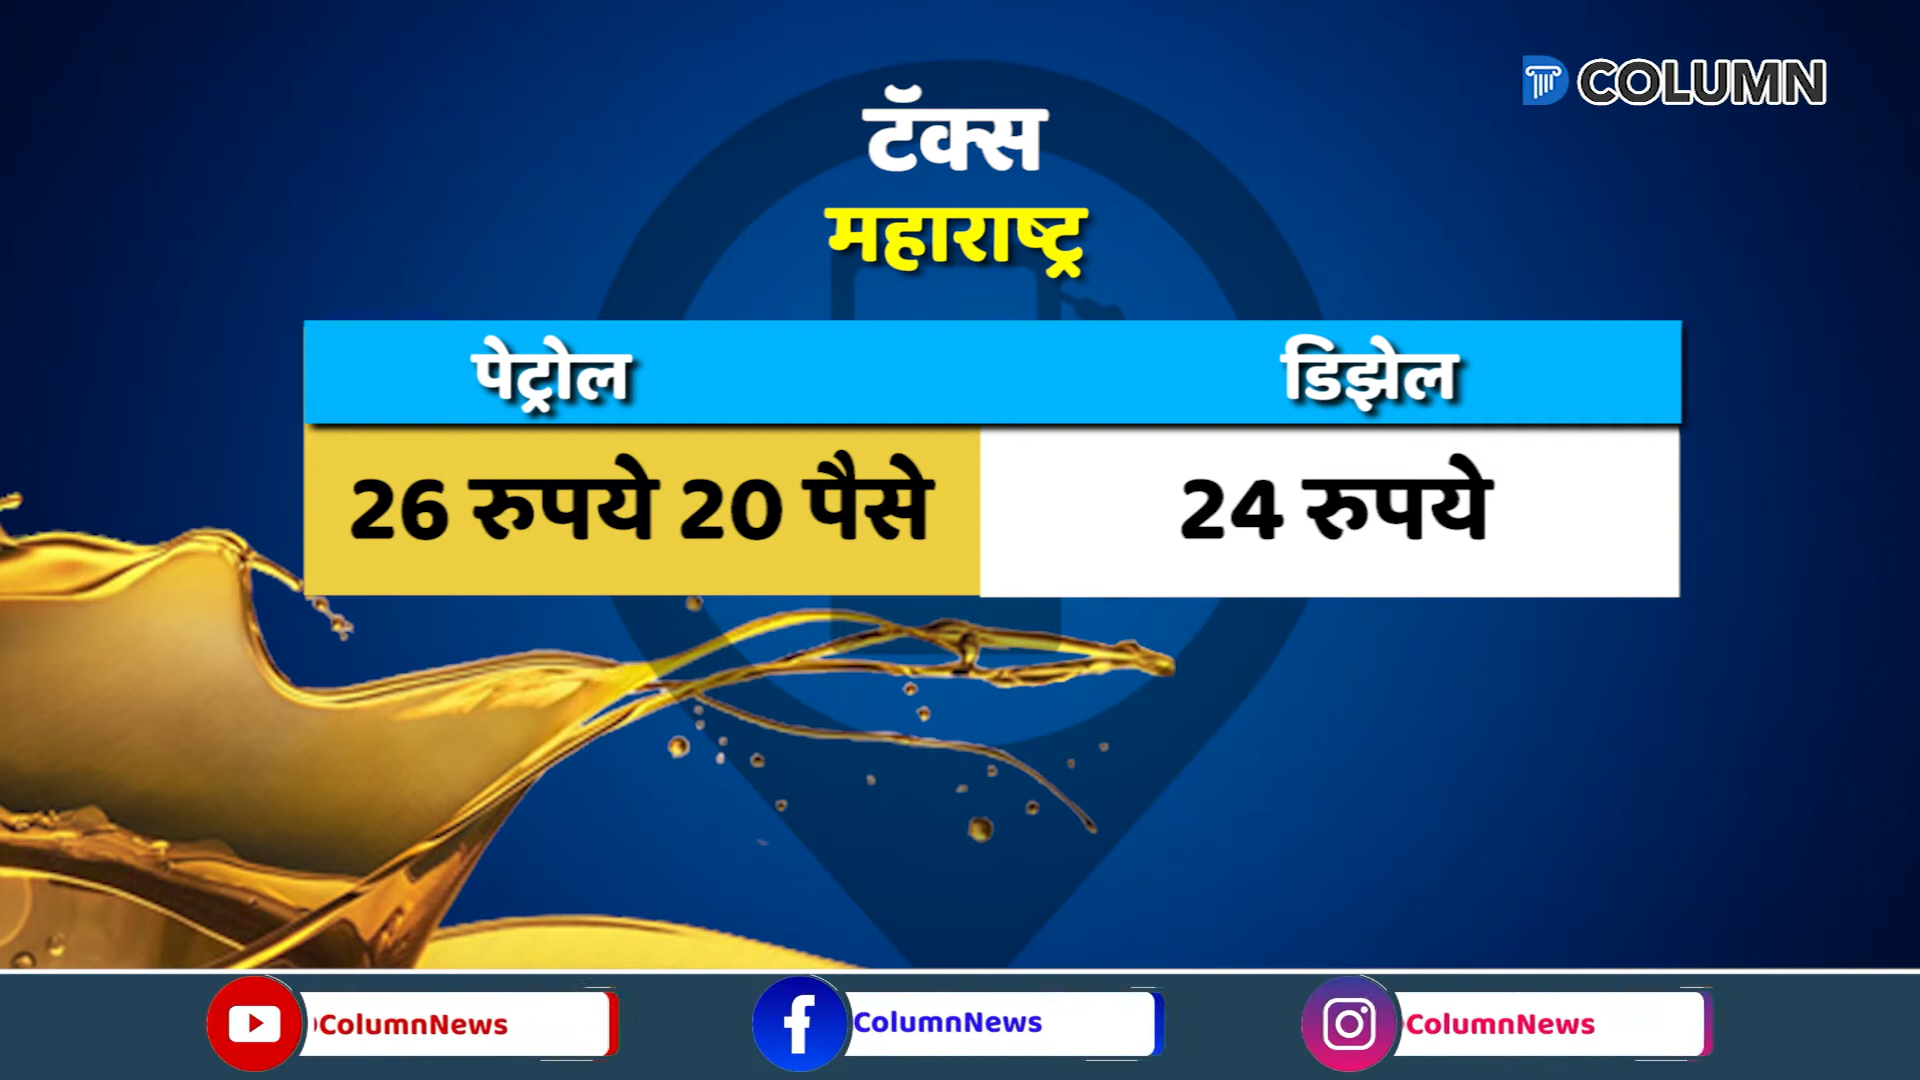 COLUMN
टॅक्स
महाराष्ट्र
पेट्रोल डिझेल
26 रुपये 20 पैसे 24 रुपये
ColumnNews ColumnNews ColumnNews